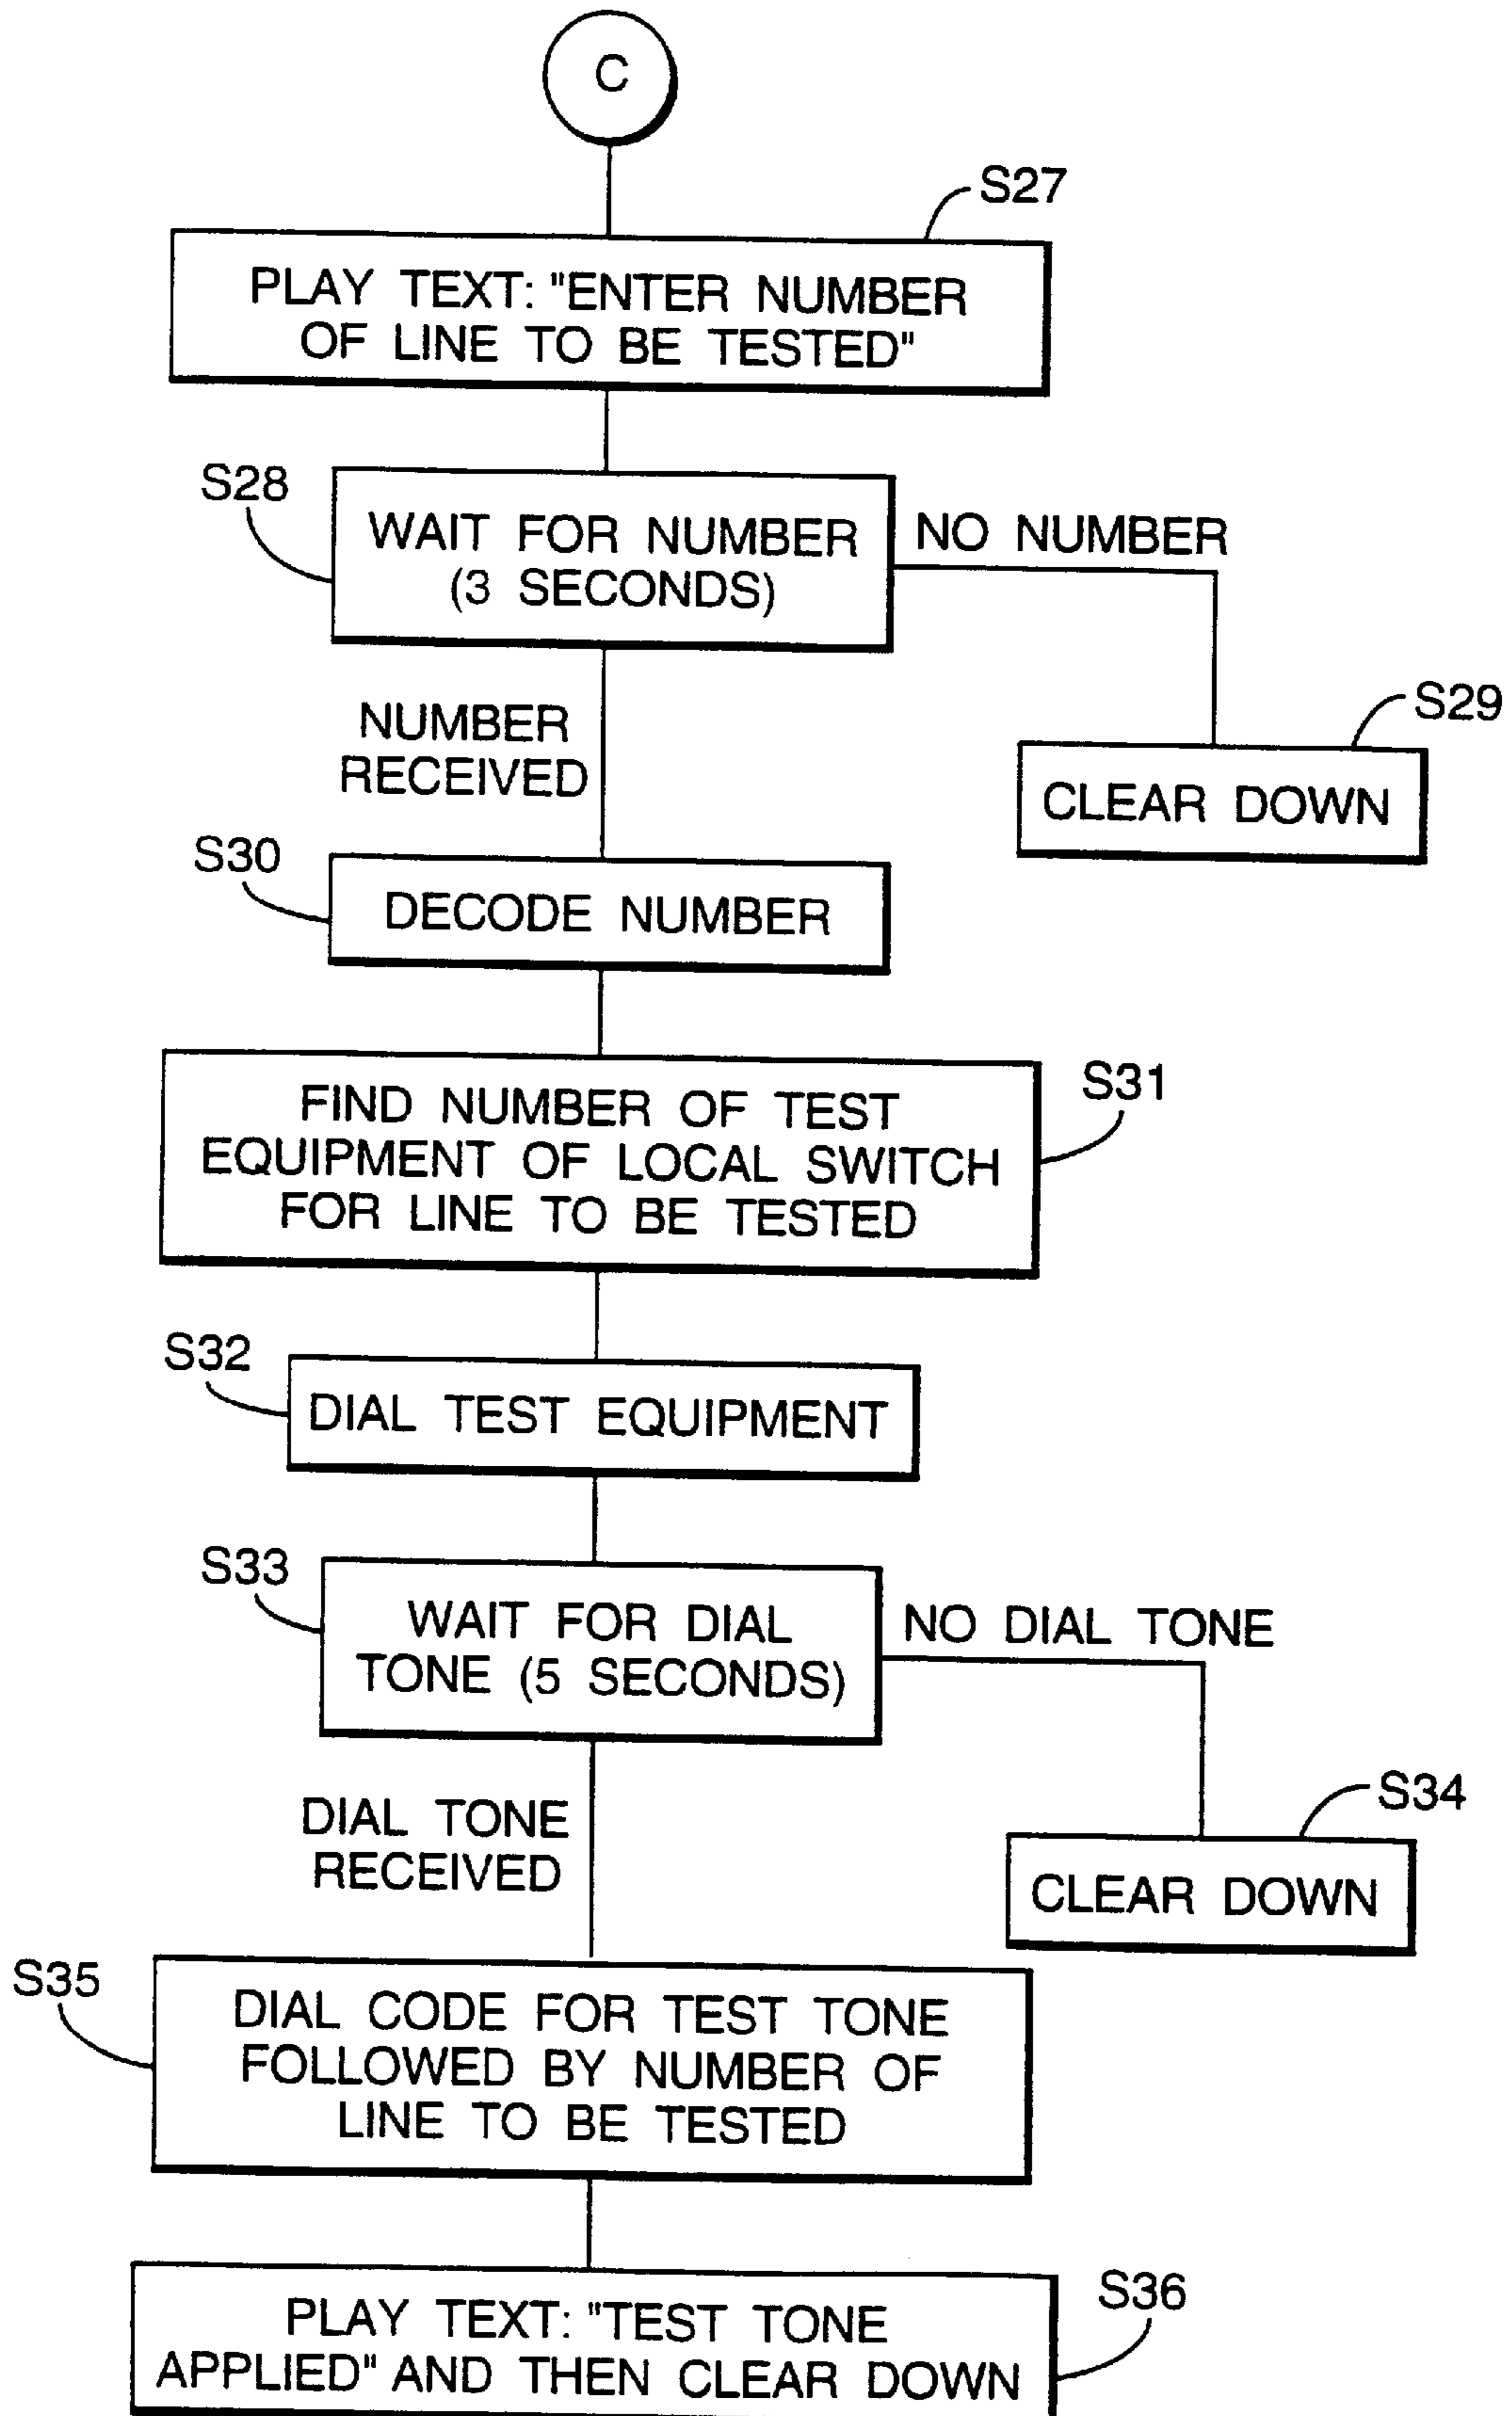 C
S27
PLAY TEXT: "ENTER NUMBER
OF LINE TO BE TESTED"
S28
WAIT FOR NUMBER
(3 SECONDS)
NO NUMBER
NUMBER
RECEIVED
S29
CLEAR DOWN
S30
DECODE NUMBER
S31
FIND NUMBER OF TEST
EQUIPMENT OF LOCAL SWITCH
FOR LINE TO BE TESTED
S32
DIAL TEST EQUIPMENT
S33
WAIT FOR DIAL
TONE (5 SECONDS)
NO DIAL TONE
DIAL TONE
RECEIVED
S34
CLEAR DOWN
S35
DIAL CODE FOR TEST TONE
FOLLOWED BY NUMBER OF
LINE TO BE TESTED
S36
PLAY TEXT: "TEST TONE
APPLIED" AND THEN CLEAR DOWN